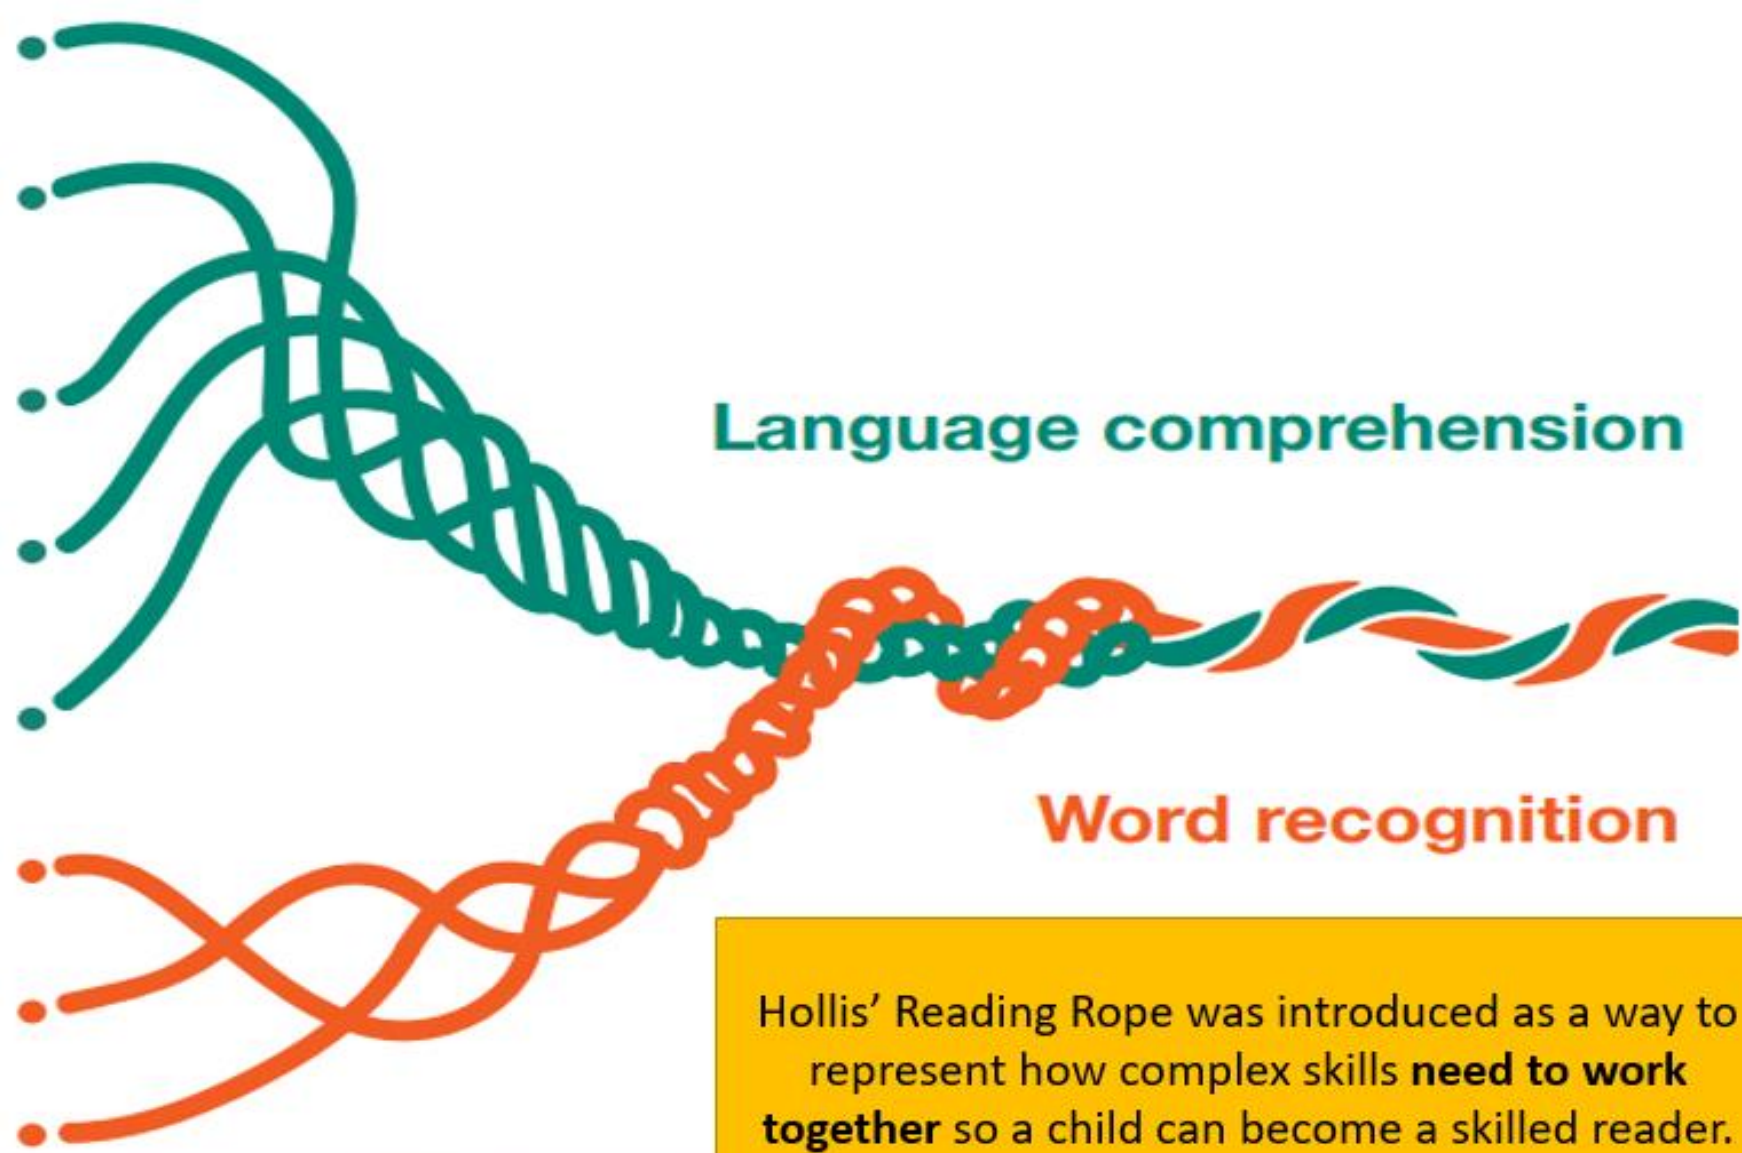 Language comprehension
Word recognition
Hollis’ Reading Rope was introduced as a way to
represent how complex skills need to work
together so a child can become a skilled reader.